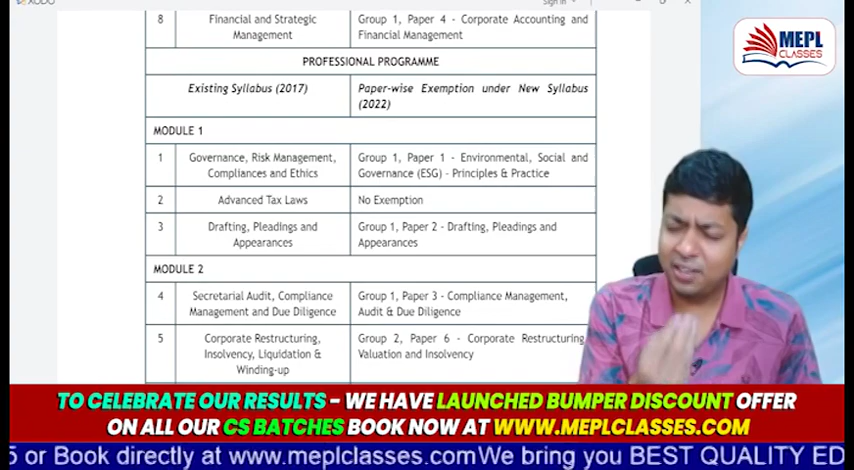 XODO
Sign in
8 Financial and Strategic Group 1, Paper 4 - Corporate Accounting and
Management Financial Management
MEPL
CLASSES
PROFESSIONAL PROGRAMME
Existing Syllabus (2017) Paper-wise Exemption under New Syllabus
(2022)
MODULE 1
1 Governance, Risk Management, Group 1, Paper 1 - Environmental, Social and
Compliances and Ethics Governance (ESG) - Principles & Practice
2 Advanced Tax Laws No Exemption
3 Drafting, Pleadings and Group 1, Paper 2 - Drafting, Pleadings and
Appearances Appearances
MODULE 2
4 Secretarial Audit, Compliance Group 1, Paper 3 - Compliance Management,
Management and Due Diligence Audit & Due Diligence
5 Corporate Restructuring, Group 2, Paper 6 - Corporate Restructuring,
Insolvency, Liquidation & Valuation and Insolvency
Winding-up
TO CELEBRATE OUR RESULTS - WE HAVE LAUNCHED BUMPER DISCOUNT OFFER
ON ALL OUR CS BATCHES BOOK NOW AT WWW.MEPLCLASSES.COM
5 or Book directly at www.meplclasses.comWe bring you BEST QUALITY ED